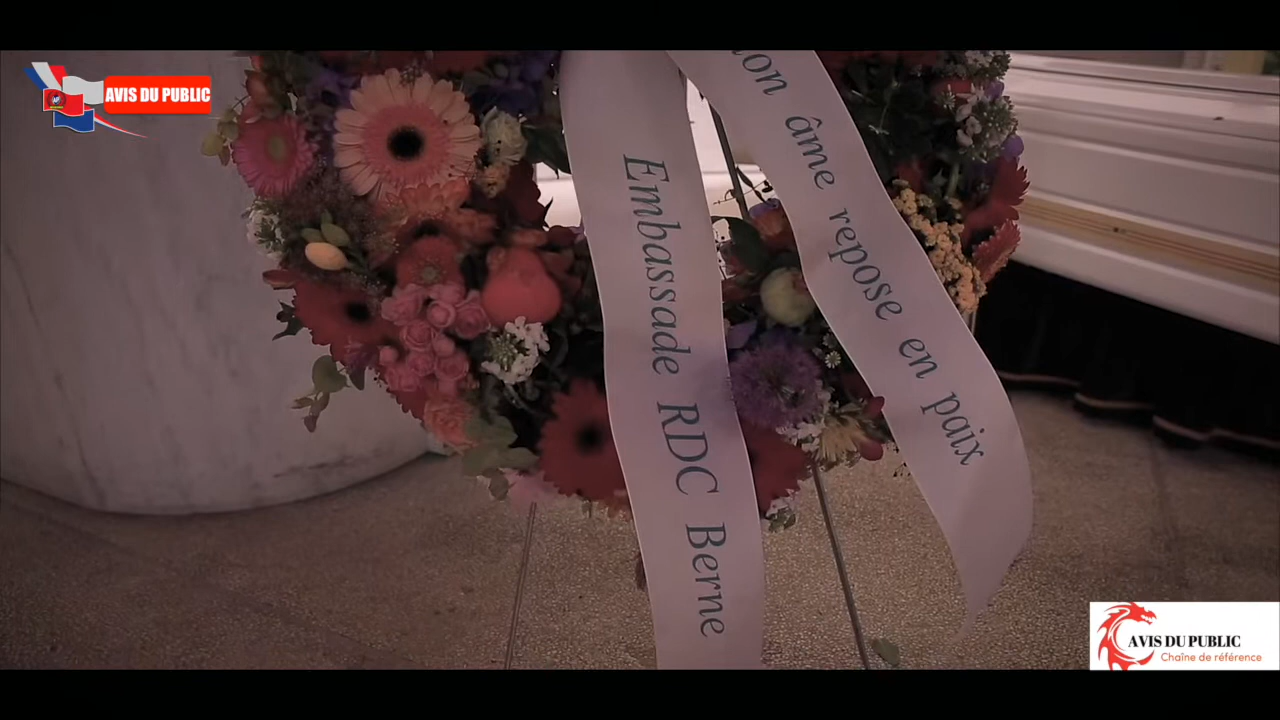 AVIS DU PUBLIC
Embassade RDC Berne
on âme repose en paix
AVIS DU PUBLIC
Chaîne de référence